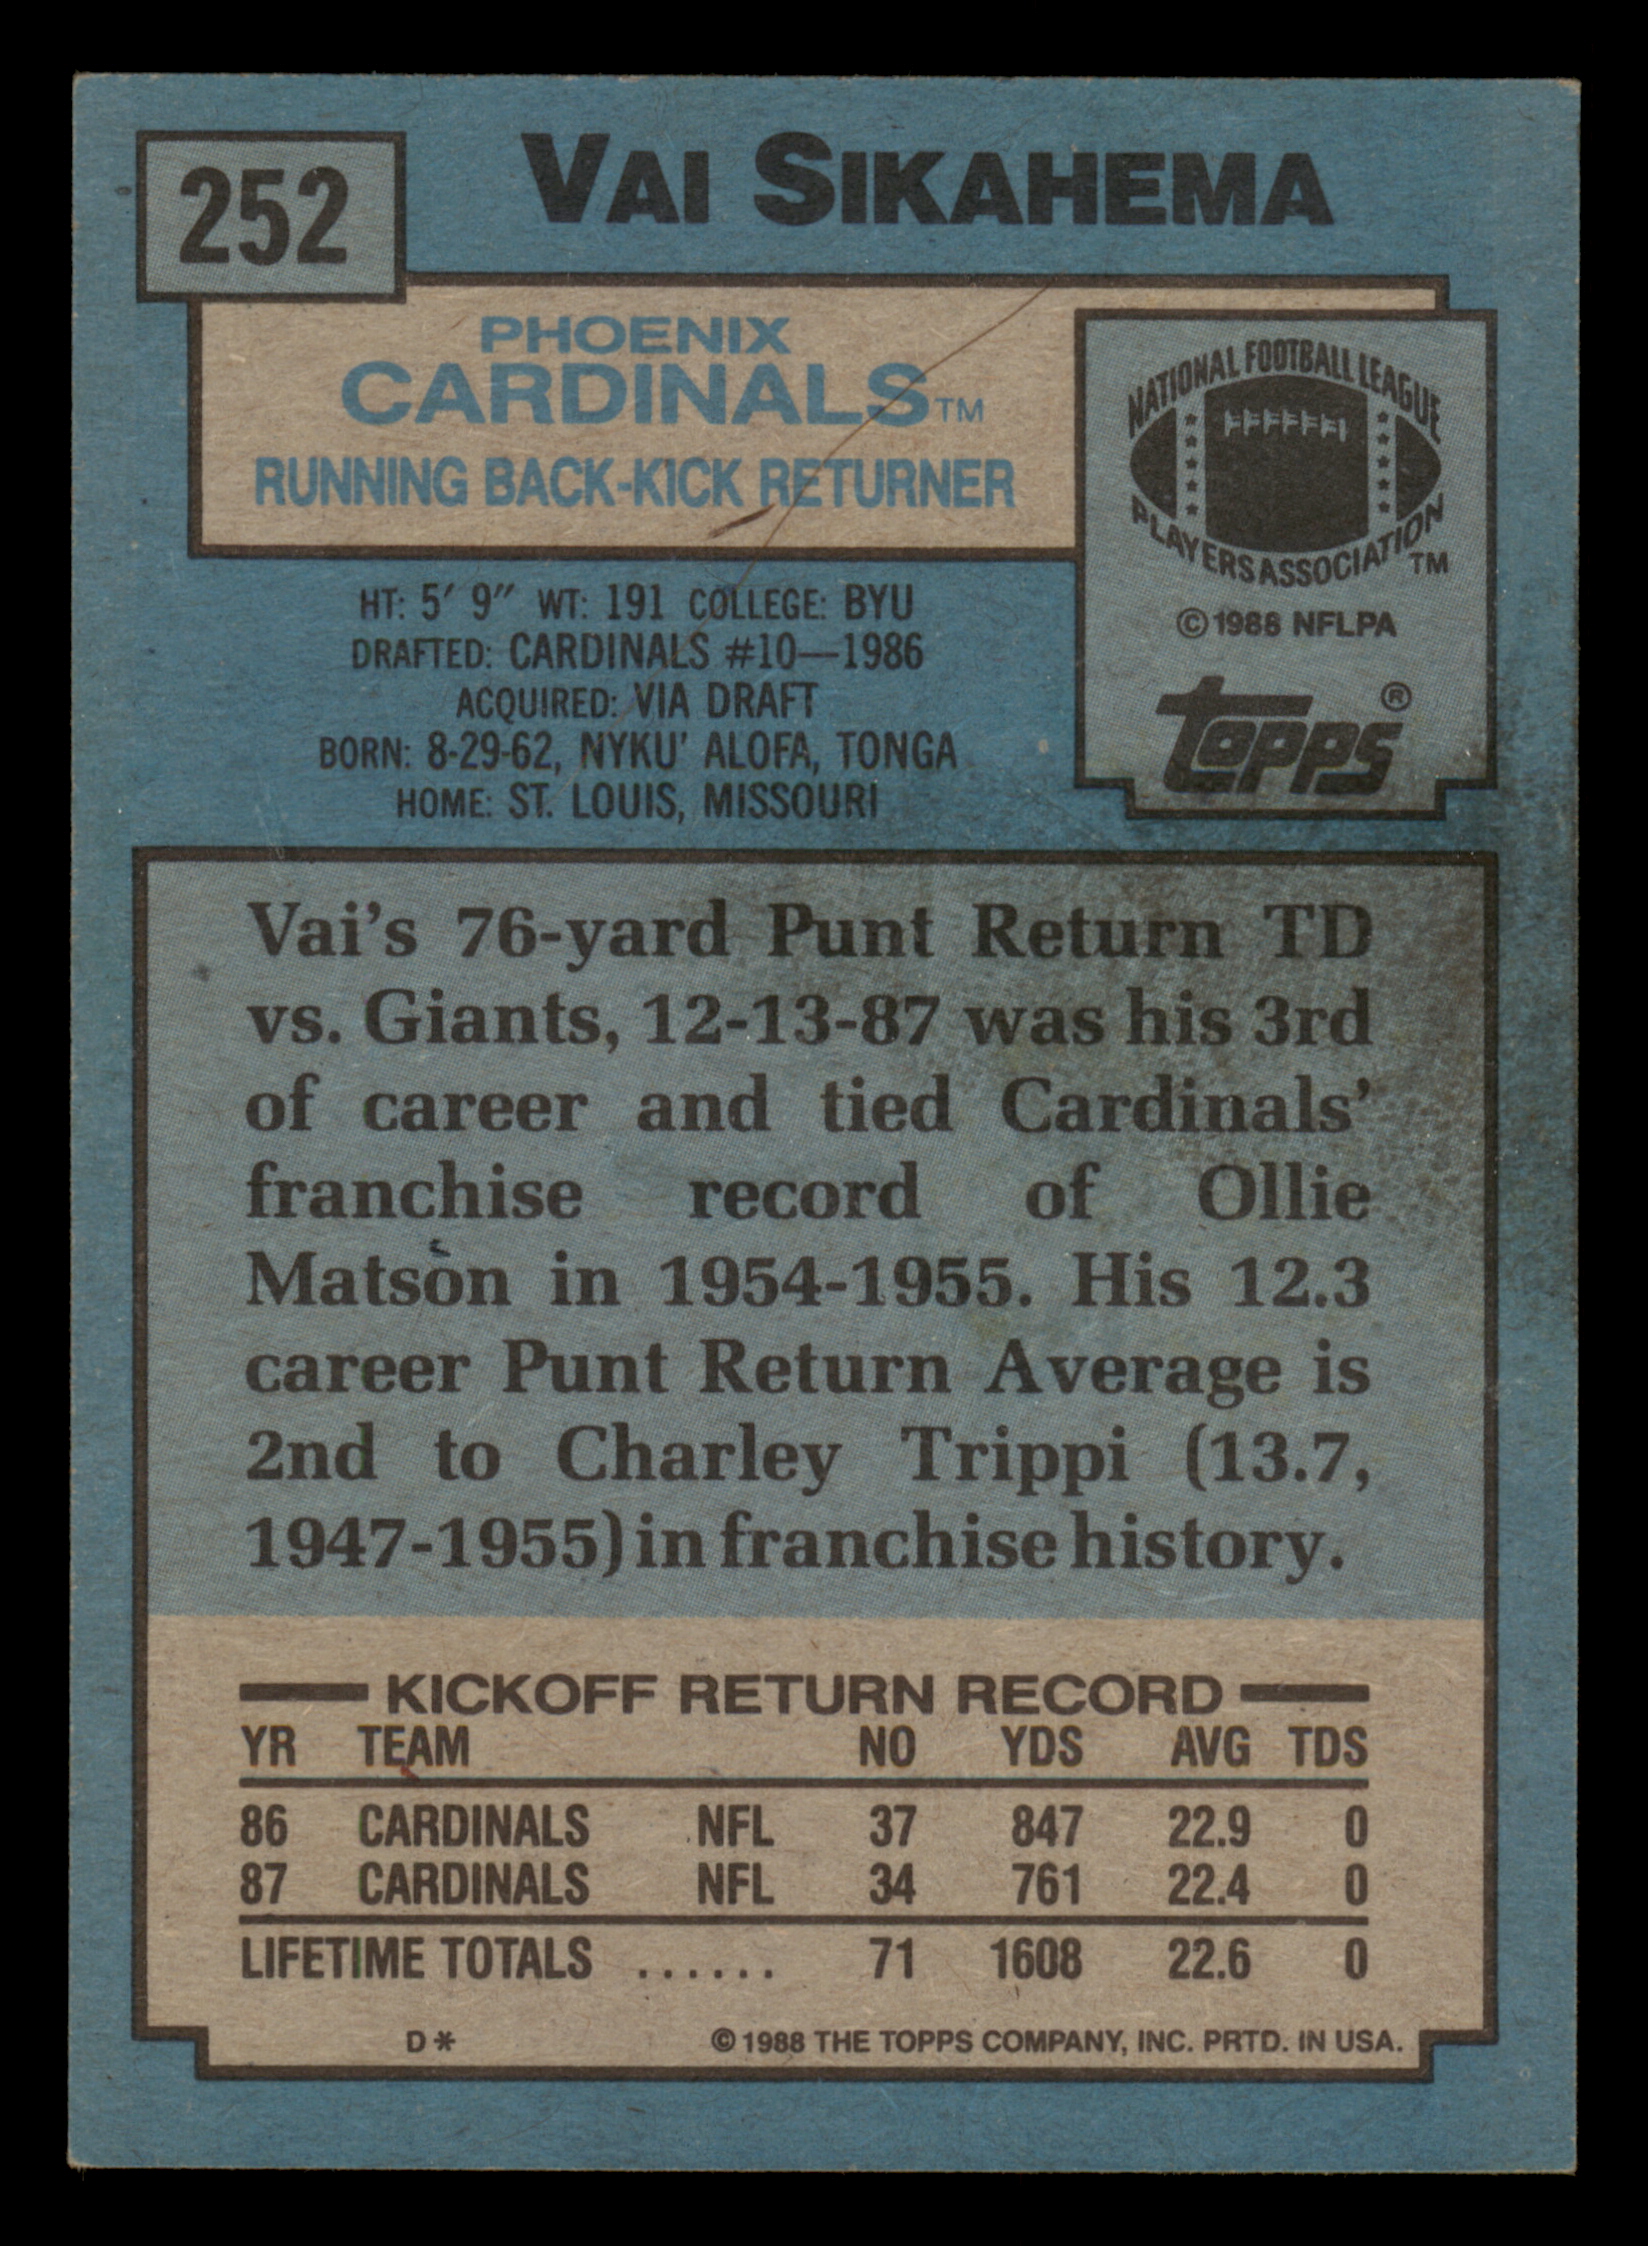 252
VAI SIKAHEMA
PHOENIX
CARDINALS™
RUNNING BACK-KICK RETURNER
NATIONAL FOOTBALL LEAGUE
PLAYERS ASSOCIATION™
© 1988 NFLPA
topps®
HT: 5′ 9″ WT: 191 COLLEGE: BYU
DRAFTED: CARDINALS #10—1986
ACQUIRED: VIA DRAFT
BORN: 8-29-62, NYKU' ALOFA, TONGA
HOME: ST. LOUIS, MISSOURI
Vai's 76-yard Punt Return TD
vs. Giants, 12-13-87 was his 3rd
of career and tied Cardinals'
franchise record of Ollie
Matson in 1954-1955. His 12.3
career Punt Return Average is
2nd to Charley Trippi (13.7,
1947-1955) in franchise history.
KICKOFF RETURN RECORD
YR TEAM NO YDS AVG TDS
86 CARDINALS NFL 37 847 22.9 0
87 CARDINALS NFL 34 761 22.4 0
LIFETIME TOTALS ...... 71 1608 22.6 0
D* © 1988 THE TOPPS COMPANY, INC. PRTD. IN USA.